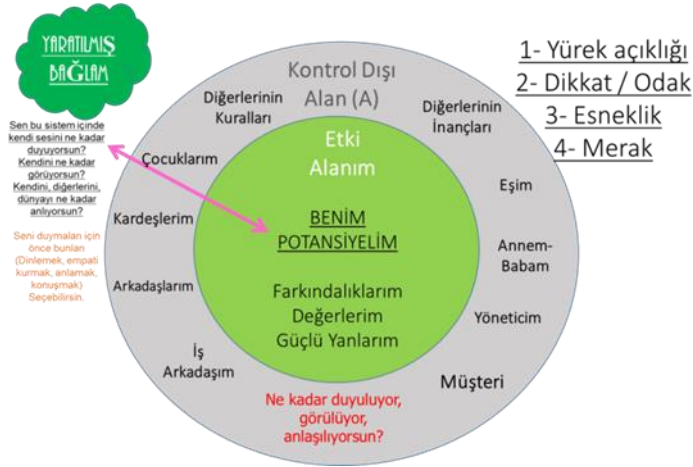 YARATILMIŞ
BAĞLAM
Sen bu sistem içinde
kendi sesini ne kadar
duyuyorsun?
Kendini ne kadar
görüyorsun?
Kendini, diğerlerini,
dünyayı ne kadar
anlıyorsun?
Seni duymaları için
önce bunları
(Dinlemek, empati
kurmak, anlamak,
konuşmak)
Seçebilirsin.
Kontrol Dışı
Alan (A)
Diğerlerinin
Kuralları
Çocuklarım
Kardeşlerim
Arkadaşlarım
İş
Arkadaşım
Diğerlerinin
İnançları
Eşim
Annem-
Babam
Yöneticim
Müşteri
Etki
Alanım
BENİM
POTANSİYELİM
Farkındalıklarım
Değerlerim
Güçlü Yanlarım
Ne kadar duyuluyor,
görülüyor,
anlaşılıyorsun?
1- Yürek açıklığı
2- Dikkat / Odak
3- Esneklik
4- Merak